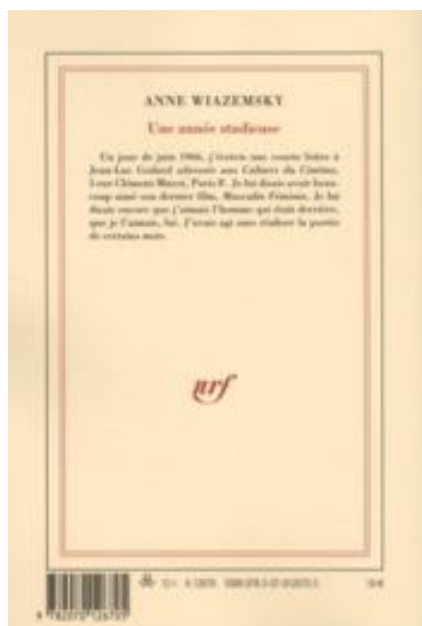 ANNE WIAZEMSKY
Une année studieuse
Un jour de juin 1966, j'écrivis une courte lettre à
Jean-Luc Godard adressée aux Cahiers du Cinéma,
5 rue Clément-Marot, Paris 8ᵉ. Je lui disais avoir beau-
coup aimé son dernier film, Masculin Féminin. Je lui
disais encore que j'aimais l'homme qui était derrière,
que je l'aimais, lui. J'avais agi sans réaliser la portée
de certains mots
nrf